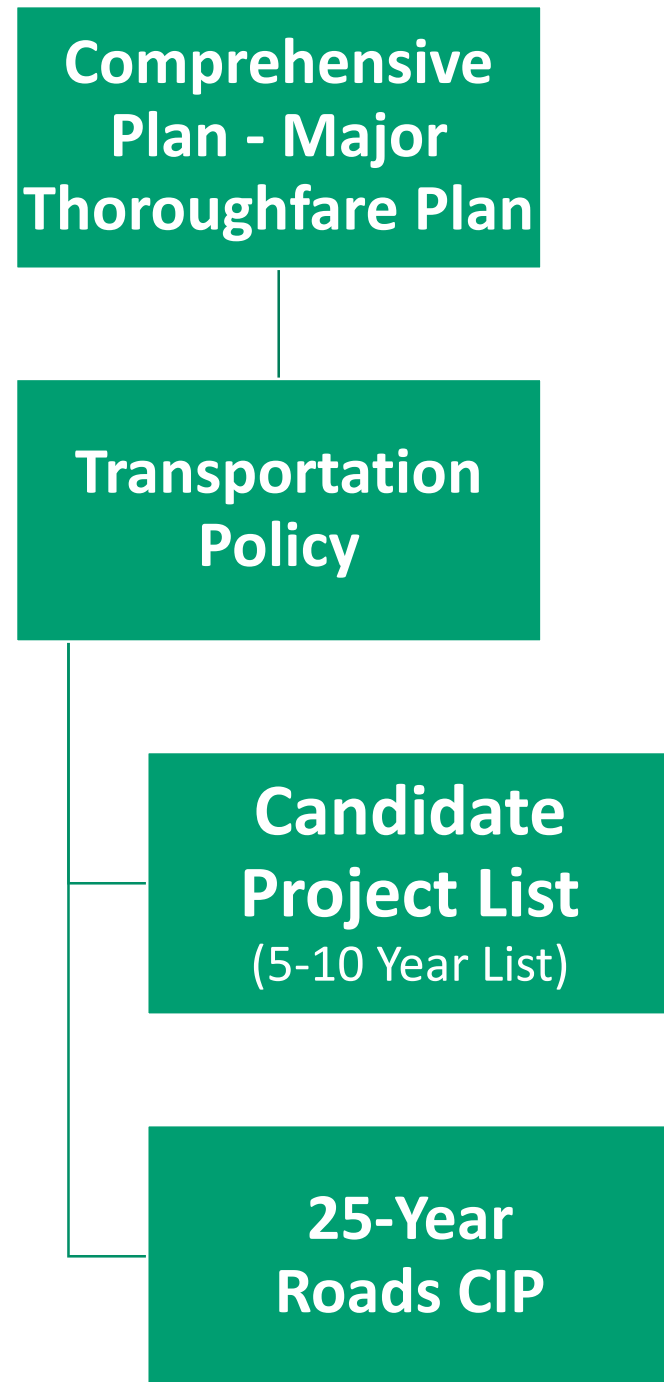 Comprehensive
Plan - Major
Thoroughfare Plan
Transportation
Policy
Candidate
Project List
(5-10 Year List)
25-Year
Roads CIP